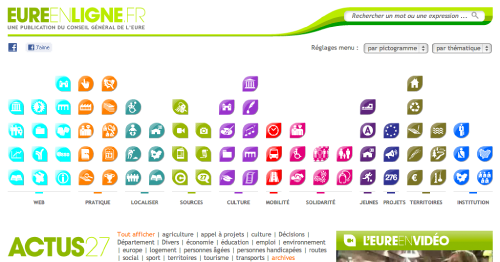 EUREENLIGNE.FR
UNE PUBLICATION DU CONSEIL GÉNÉRAL DE L'EURE
Rechercher un mot ou une expression ...
J'aime
Réglages menu : par pictogramme par thématique
276
WEB PRATIQUE LOCALISER SOURCES CULTURE MOBILITÉ SOLIDARITÉ JEUNES PROJETS TERRITOIRES INSTITUTION
ACTUS27
Tout afficher | agriculture | appel à projets | culture | Décisions |
Département | Divers | économie | éducation | emploi | environnement
| europe | logement | personnes âgées | personnes handicapées | routes
| social | sport | territoires | tourisme | transports | archives
L'EUREENVIDÉO